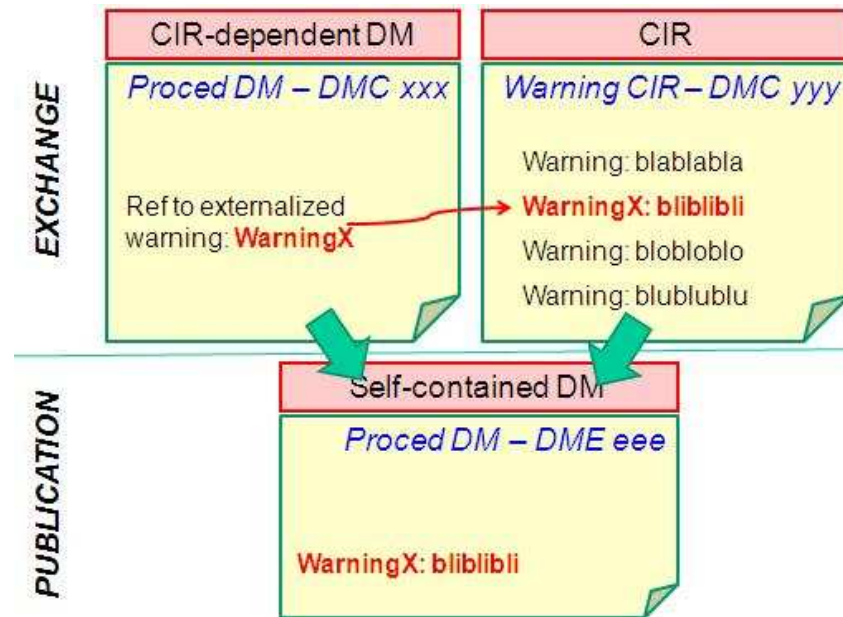 EXCHANGE
CIR-dependent DM
Proced DM – DMC xxx
Ref to externalized
warning: WarningX
CIR
Warning CIR – DMC yyy
Warning: blablabla
WarningX: bliblibli
Warning: blobloblo
Warning: blublublu
PUBLICATION
Self-contained DM
Proced DM – DME eee
WarningX: bliblibli